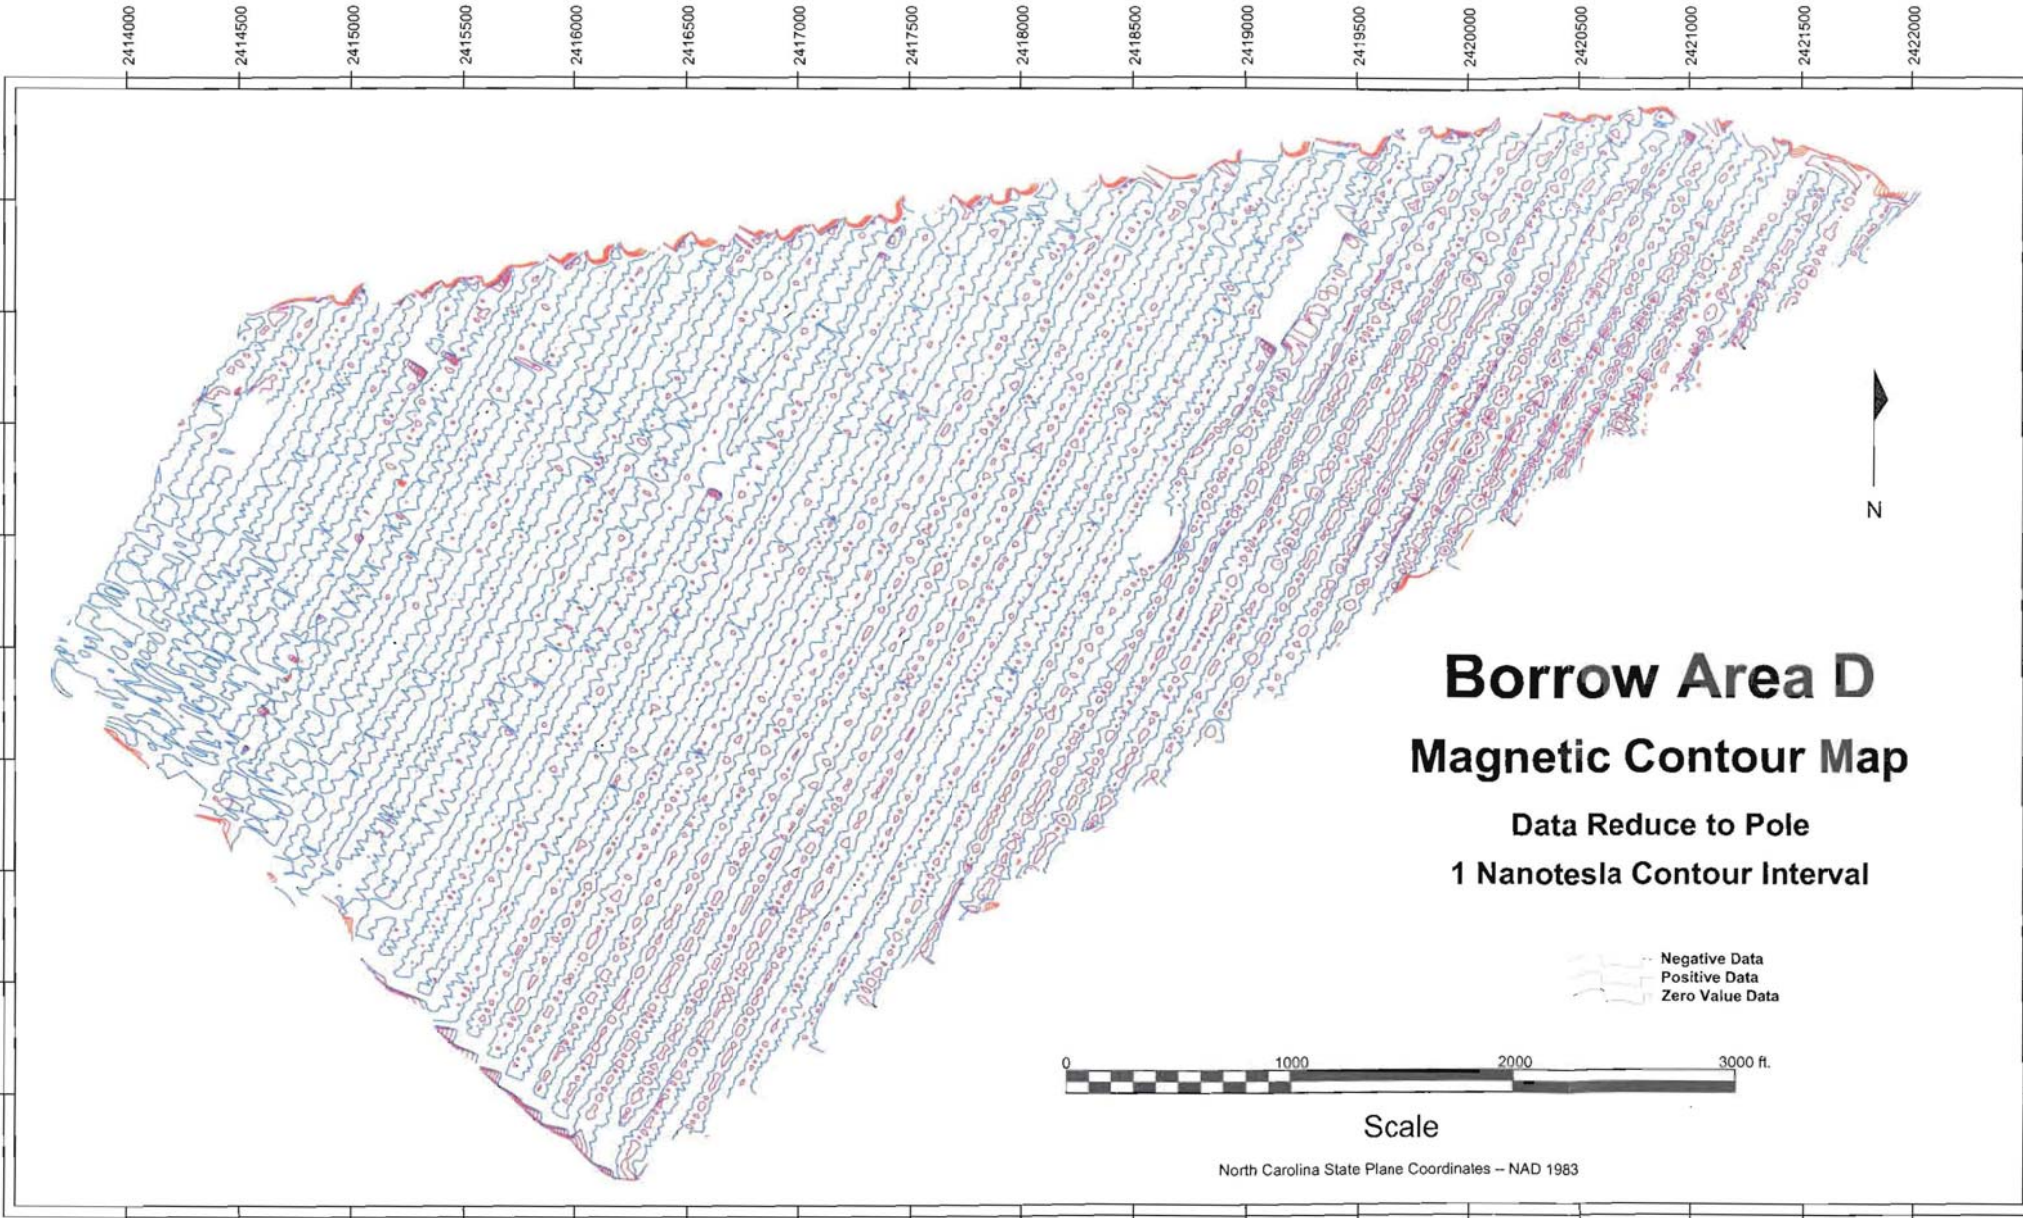 2414000
2414500
2415000
2415500
2416000
2416500
2417000
2417500
2418000
2418500
2419000
2419500
2420000
2420500
2421000
2421500
2422000
N
Borrow Area D
Magnetic Contour Map
Data Reduce to Pole
1 Nanotesla Contour Interval
Negative Data
Positive Data
Zero Value Data
0 1000 2000 3000 ft.
Scale
North Carolina State Plane Coordinates -- NAD 1983